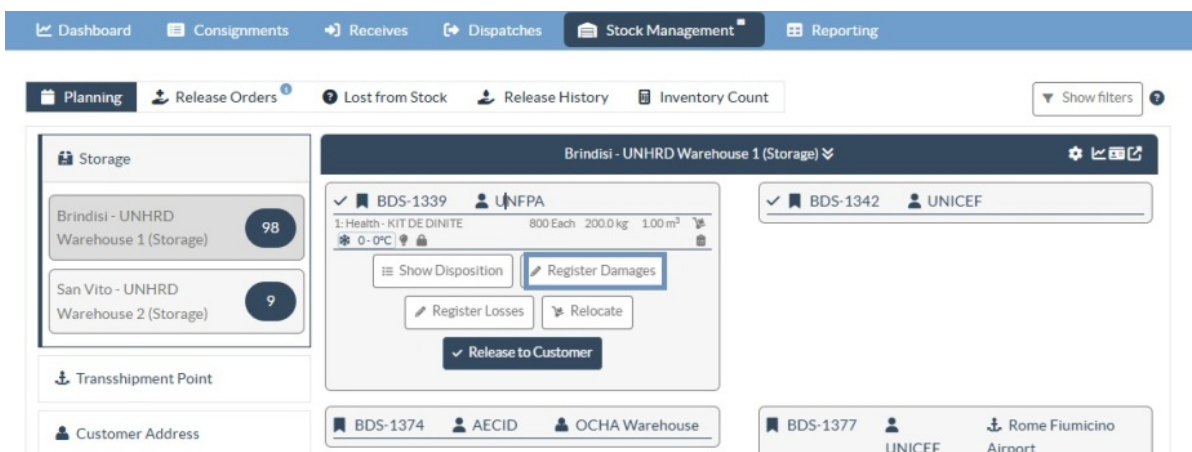 Dashboard Consignments Receives Dispatches Stock Management Reporting
Planning Release Orders 1 Lost from Stock Release History Inventory Count Show filters
Storage
Brindisi - UNHRD
Warehouse 1 (Storage)
98
San Vito - UNHRD
Warehouse 2 (Storage)
9
Transshipment Point
Customer Address
Brindisi - UNHRD Warehouse 1 (Storage)
BDS-1339 UNFPA
1: Health - KIT DE DINITE 800 Each 200.0 kg 1.00 m³
0 - 0°C
Show Disposition Register Damages
Register Losses Relocate
Release to Customer
BDS-1342 UNICEF
BDS-1374 AECID OCHA Warehouse
BDS-1377 UNICEF Rome Fiumicino
Airport